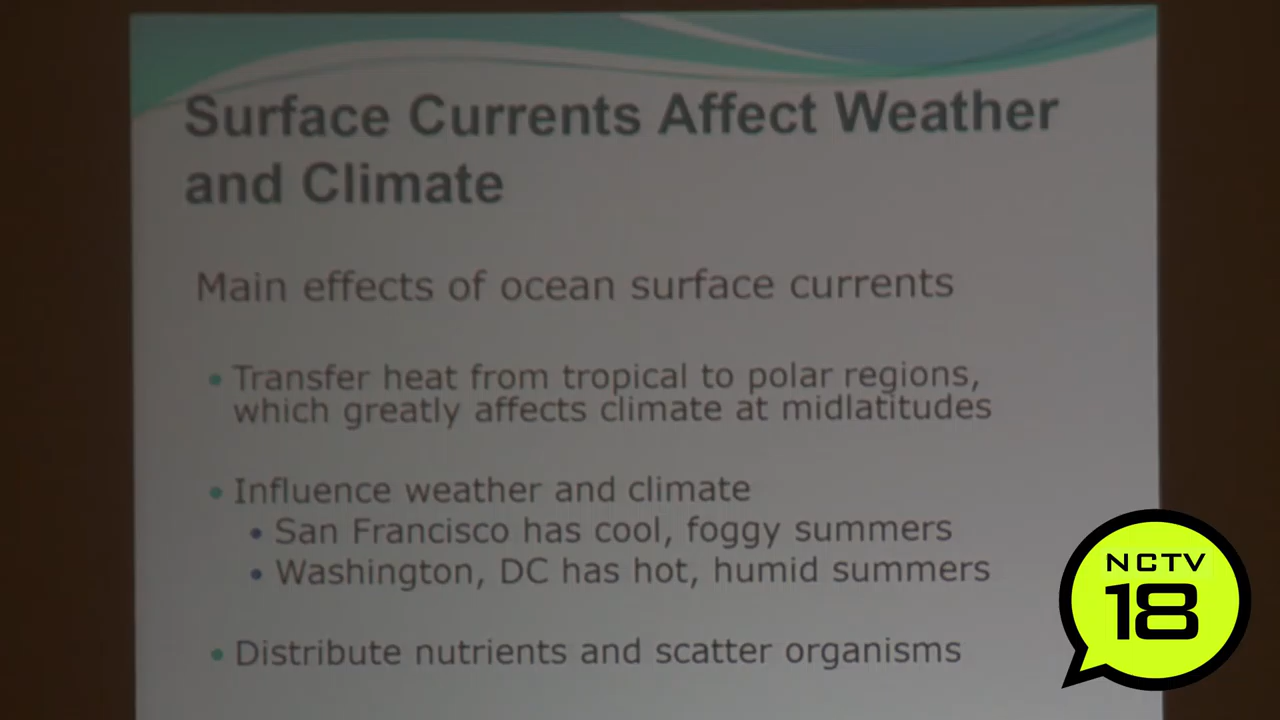 Surface Currents Affect Weather
and Climate
Main effects of ocean surface currents
• Transfer heat from tropical to polar regions,
which greatly affects climate at midlatitudes
• Influence weather and climate
• San Francisco has cool, foggy summers
• Washington, DC has hot, humid summers
• Distribute nutrients and scatter organisms
NCTV
18